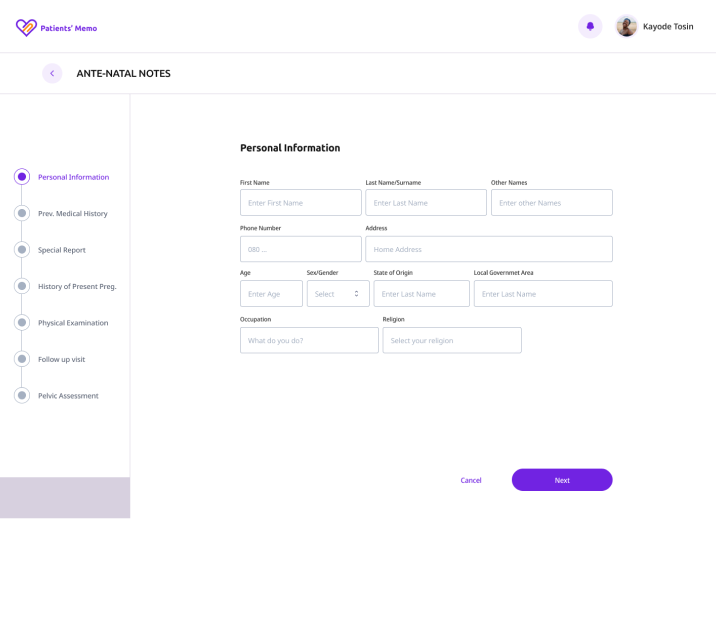 Patients' Memo
Kayode Tosin
ANTE-NATAL NOTES
Personal Information
Prev. Medical History
Special Report
History of Present Preg.
Physical Examination
Follow up visit
Pelvic Assessment
Personal Information
First Name Last Name/Surname Other Names
Enter First Name Enter Last Name Enter other Names
Phone Number Address
080 ... Home Address
Age Sex/Gender State of Origin Local Governmet Area
Enter Age Select Enter Last Name Enter Last Name
Occupation Religion
What do you do? Select your religion
Cancel Next